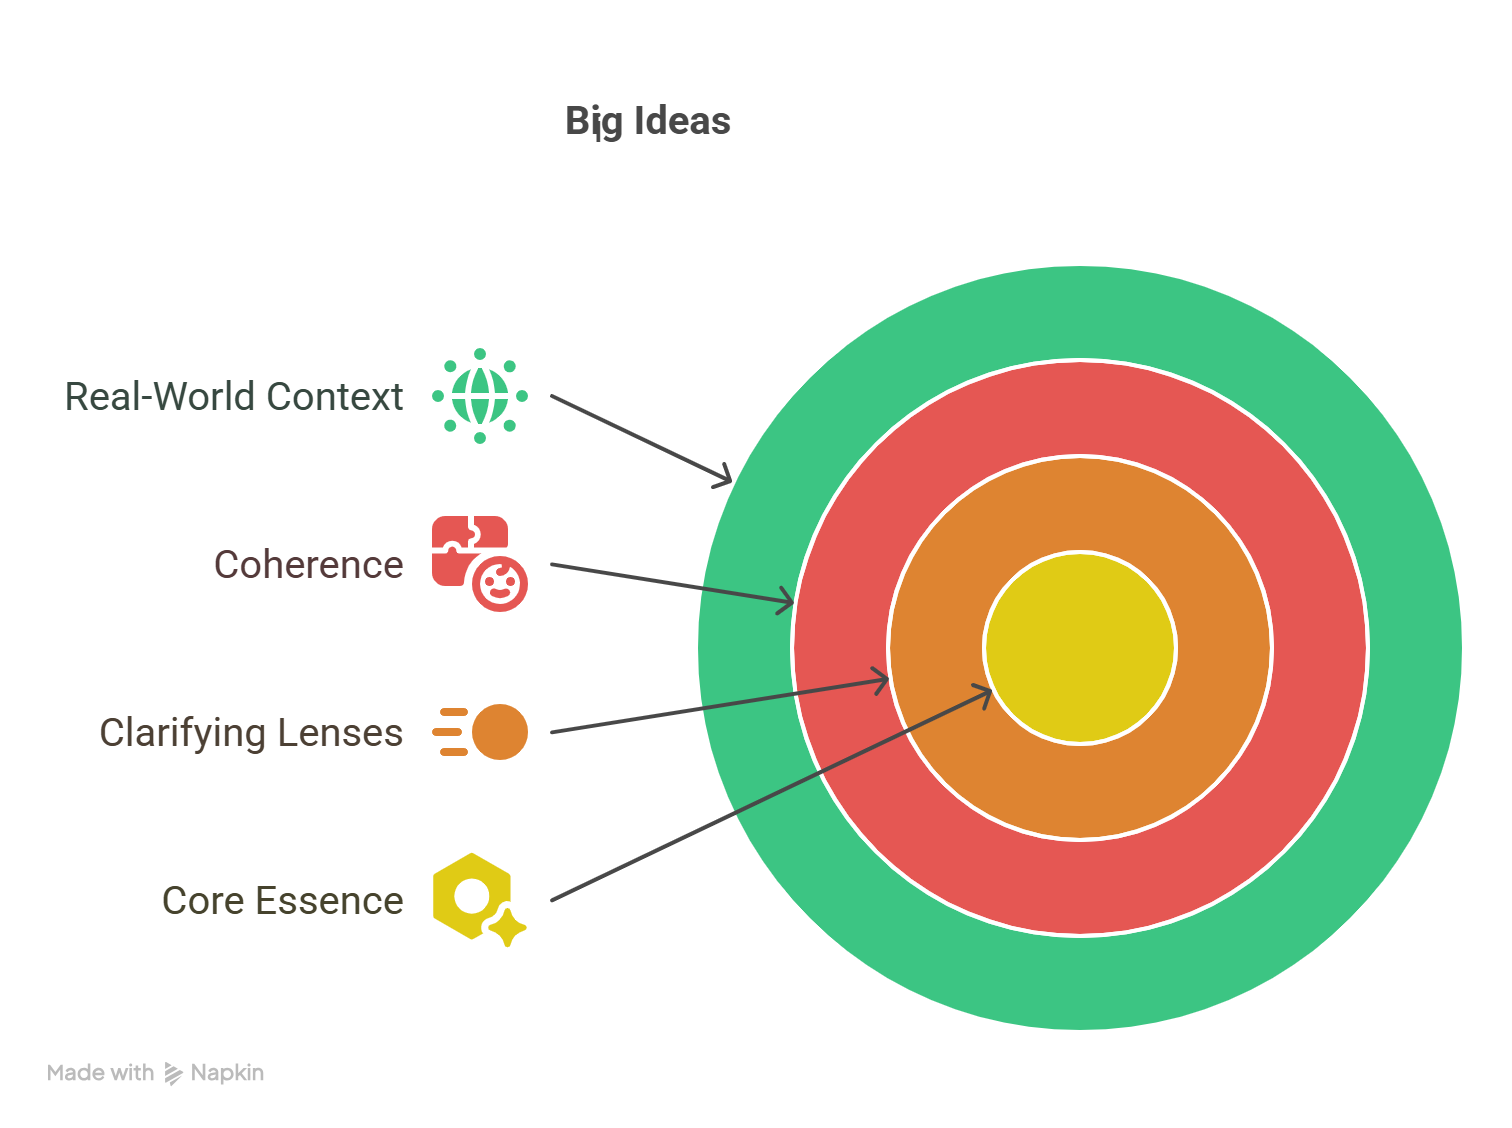 Big Ideas
Real-World Context
Coherence
Clarifying Lenses
Core Essence
Made with Napkin